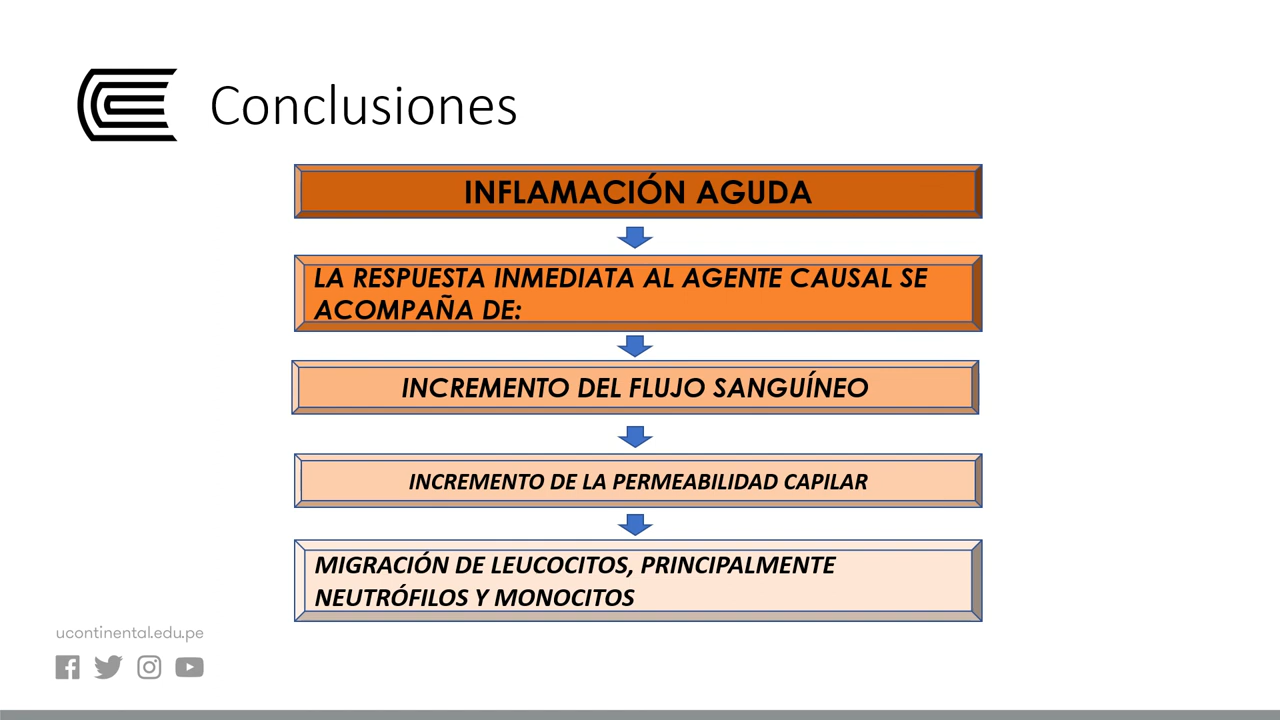 Conclusiones
INFLAMACIÓN AGUDA
LA RESPUESTA INMEDIATA AL AGENTE CAUSAL SE
ACOMPAÑA DE:
INCREMENTO DEL FLUJO SANGUÍNEO
INCREMENTO DE LA PERMEABILIDAD CAPILAR
MIGRACIÓN DE LEUCOCITOS, PRINCIPALMENTE
NEUTRÓFILOS Y MONOCITOS
ucontinental.edu.pe